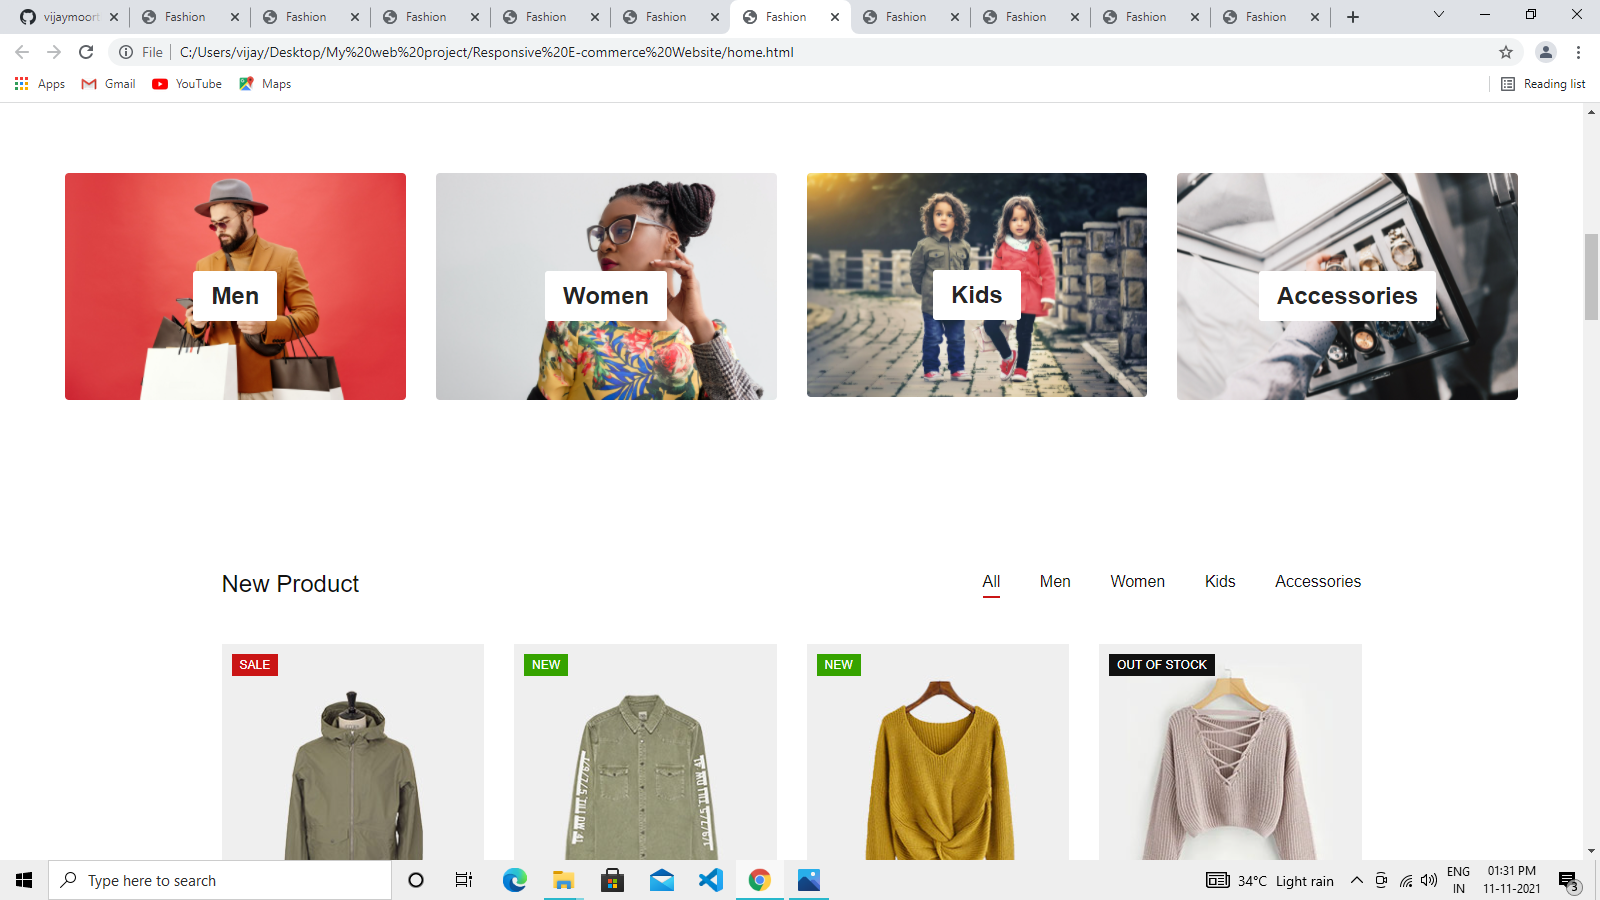 vijaymoort
Fashion
Fashion
Fashion
Fashion
Fashion
Fashion
Fashion
Fashion
Fashion
Fashion
File
C:/Users/vijay/Desktop/My%20web%20project/Responsive%20E-commerce%20Website/home.html
Apps
Gmail
YouTube
Maps
Reading list
Men
Women
Kids
Accessories
New Product
All
Men
Women
Kids
Accessories
SALE
NEW
NEW
OUT OF STOCK
Type here to search
34°C Light rain
ENG
IN
01:31 PM
11-11-2021
3